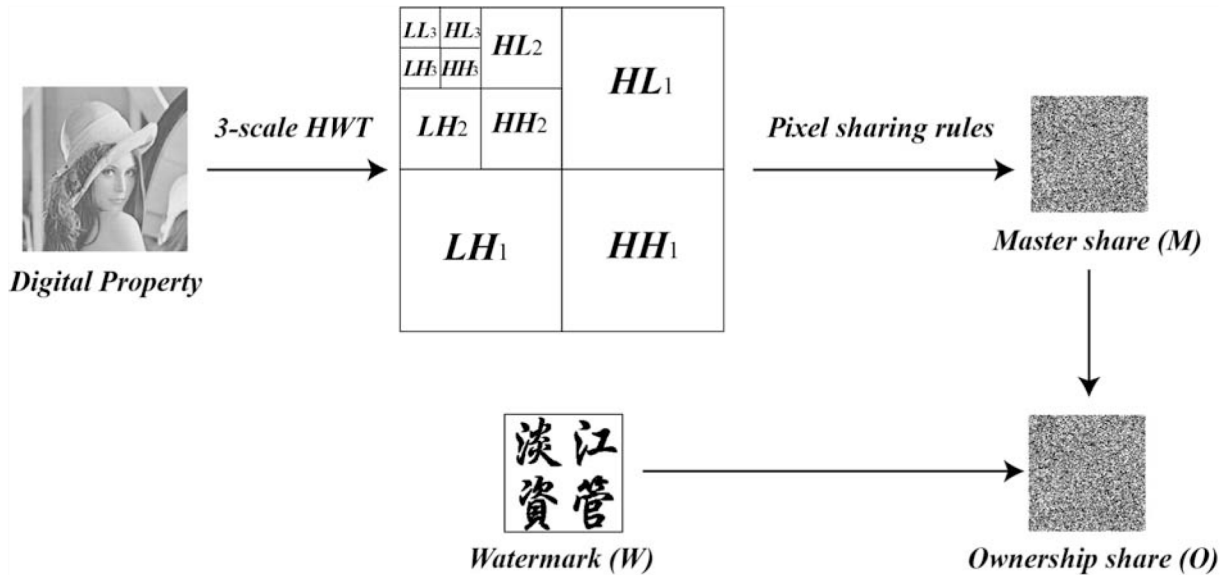 LL3 HL3
LH3 HH3
HL2
LH2 HH2
HL1
LH1 HH1
3-scale HWT
Pixel sharing rules
Digital Property
Master share (M)
淡江
資管
Watermark (W)
Ownership share (O)